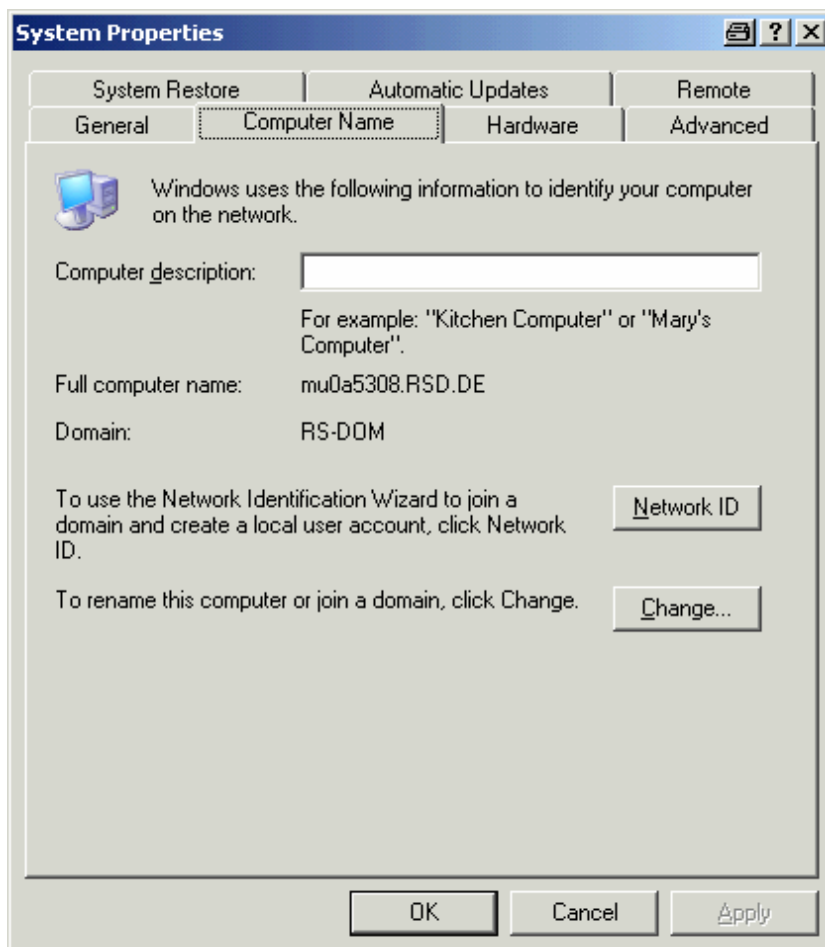 System Properties
System Restore
Automatic Updates
Remote
General
Computer Name
Hardware
Advanced
Windows uses the following information to identify your computer
on the network.
Computer description:
For example: "Kitchen Computer" or "Mary's
Computer".
Full computer name:
mu0a5308.RSD.DE
Domain:
RS-DOM
To use the Network Identification Wizard to join a
domain and create a local user account, click Network
ID.
Network ID
To rename this computer or join a domain, click Change.
Change...
OK
Cancel
Apply